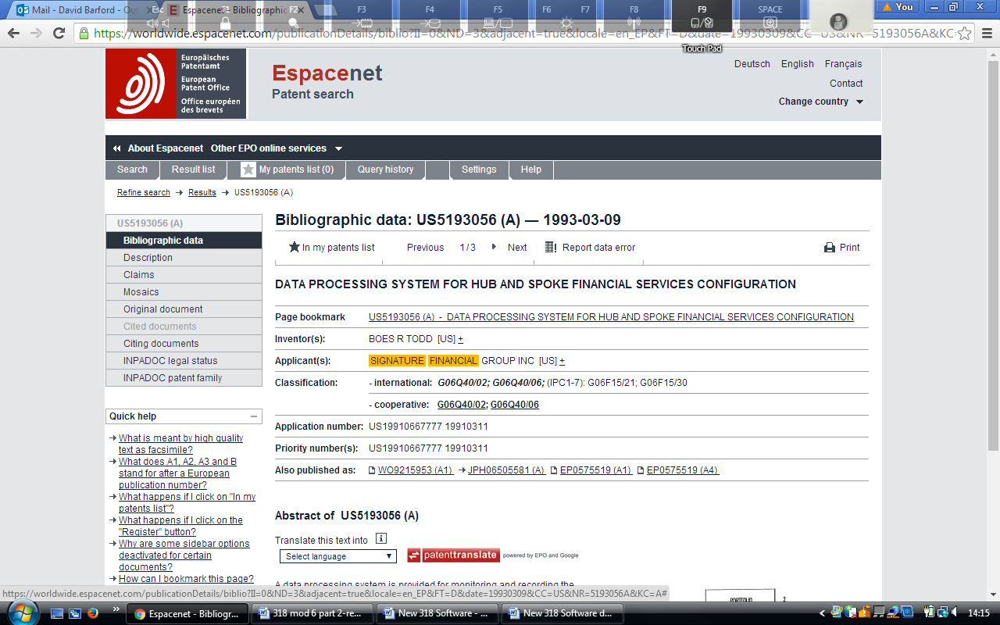 Mail - David Barford - Out
Espacenet - Bibliographic
Esc F1 F2 F3 F4 F5 F6 F7 F8 F9 SPACE
You
Touch Pad
https://worldwide.espacenet.com/publicationDetails/biblio?II=0&ND=3&adjacent=true&locale=en_EP&FT=D&date=19930309&CC=US&NR=5193056A&KC
Europäisches
Patentamt
European
Patent Office
Office européen
des brevets
Espacenet
Patent search
Deutsch English Français
Contact
Change country
About Espacenet Other EPO online services
Search Result list My patents list (0) Query history Settings Help
Refine search → Results → US5193056 (A)
US5193056 (A)
Bibliographic data
Description
Claims
Mosaics
Original document
Cited documents
Citing documents
INPADOC legal status
INPADOC patent family
Quick help
What is meant by high quality
text as facsimile?
What does A1, A2, A3 and B
stand for after a European
publication number?
What happens if I click on "In my
patents list"?
What happens if I click on the
"Register" button?
Why are some sidebar options
deactivated for certain
documents?
How can I bookmark this page?
Bibliographic data: US5193056 (A) — 1993-03-09
In my patents list Previous 1/3 Next Report data error Print
DATA PROCESSING SYSTEM FOR HUB AND SPOKE FINANCIAL SERVICES CONFIGURATION
Page bookmark US5193056 (A) - DATA PROCESSING SYSTEM FOR HUB AND SPOKE FINANCIAL SERVICES CONFIGURATION
Inventor(s): BOES R TODD [US] +
Applicant(s): SIGNATURE FINANCIAL GROUP INC [US] +
Classification: - international: G06Q40/02; G06Q40/06; (IPC1-7): G06F15/21; G06F15/30
- cooperative: G06Q40/02; G06Q40/06
Application number: US19910667777 19910311
Priority number(s): US19910667777 19910311
Also published as: WO9215953 (A1) JPH06505581 (A) EP0575519 (A1) EP0575519 (A4)
Abstract of US5193056 (A)
Translate this text into
Select language patenttranslate powered by EPO and Google
A data processing system is provided for monitoring and recording the
PORTFOLIO 2
https://worldwide.espacenet.com/publicationDetails/biblio?II=0&ND=3&adjacent=true&locale=en_EP&FT=D&date=19930309&CC=US&NR=5193056A&KC=A#
Espacenet - Bibliogr... 318 mod 6 part 2-re... New 318 Software - ... New 318 Software d... 14:15